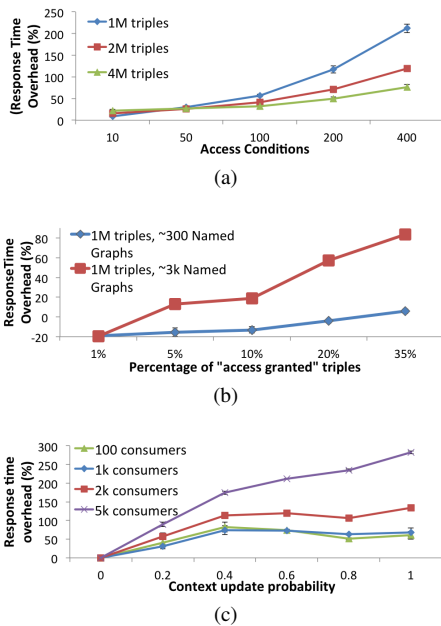 250
200
150
100
50
0
(Response Time
Overhead (%)
1M triples
2M triples
4M triples
10 50 100 200 400
Access Conditions
(a)
80
60
40
20
0
-20
ResponseTime
Overhead (%)
1M triples, ~300 Named
Graphs
1M triples, ~3k Named
Graphs
1% 5% 10% 20% 35%
Percentage of "access granted" triples
(b)
300
250
200
150
100
50
0
Response time
overhead (%)
100 consumers
1k consumers
2k consumers
5k consumers
0 0.2 0.4 0.6 0.8 1
Context update probability
(c)